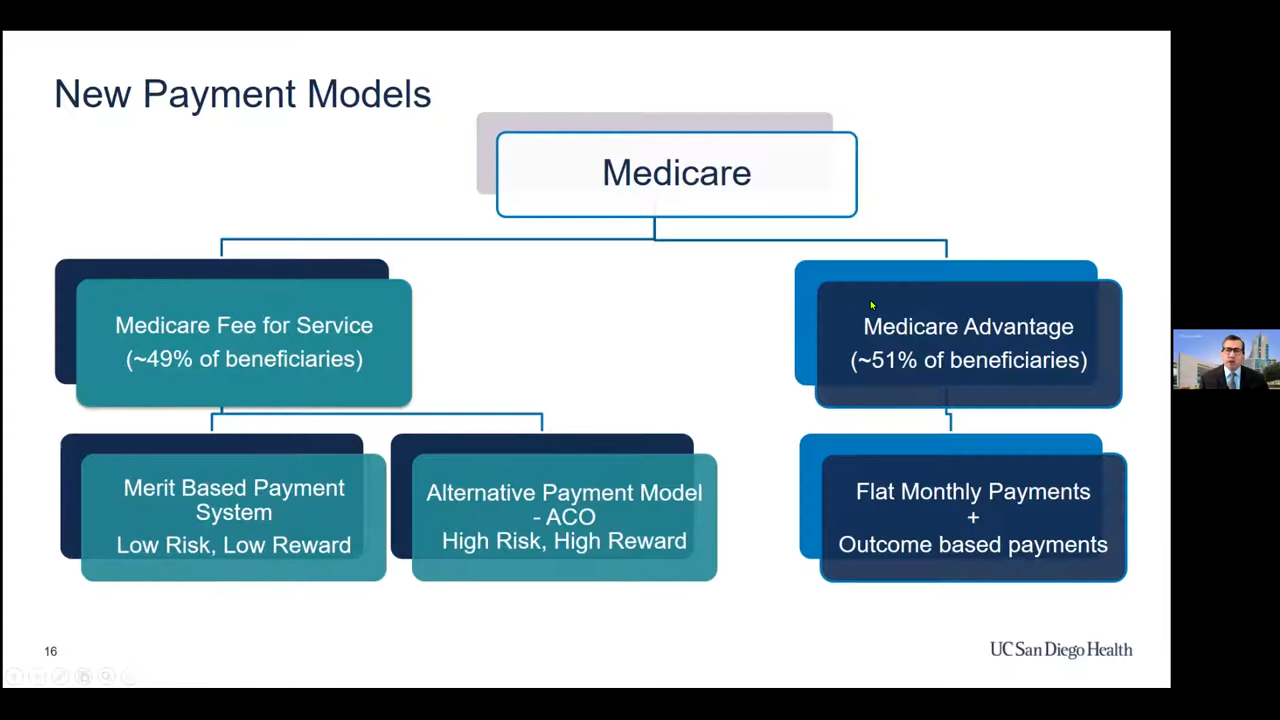 New Payment Models
Medicare
Medicare Fee for Service
(~49% of beneficiaries)
Medicare Advantage
(~51% of beneficiaries)
Merit Based Payment
System
Low Risk, Low Reward
Alternative Payment Model
- ACO
High Risk, High Reward
Flat Monthly Payments
+
Outcome based payments
16
UC San Diego Health